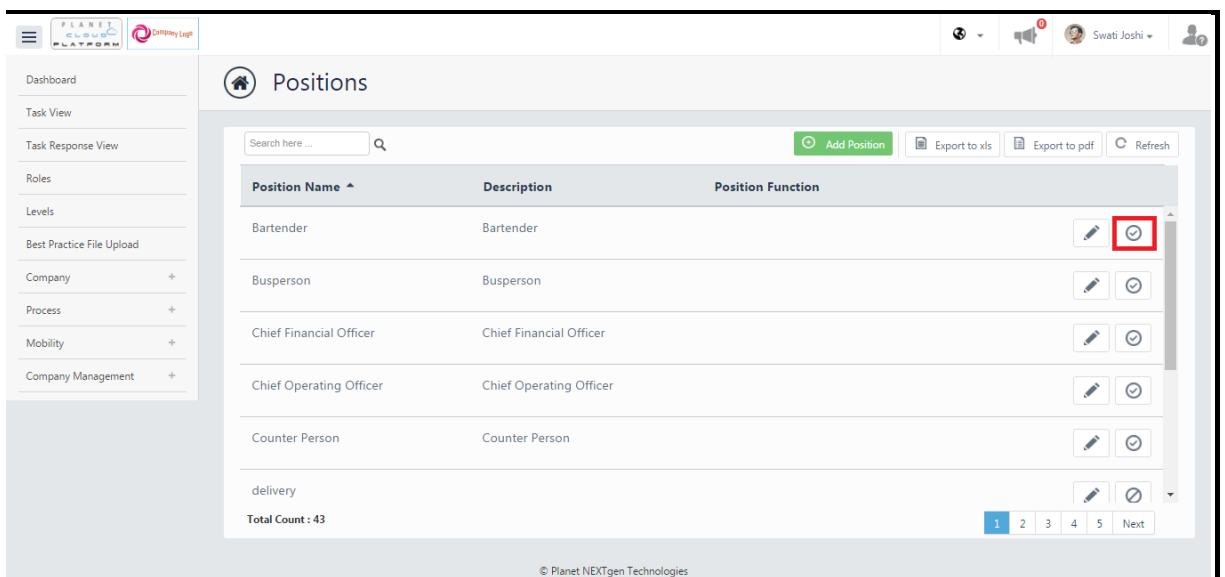 PLANET
CLOUD
PLATFORM
Company Logo
0
Swati Joshi
Dashboard
Task View
Task Response View
Roles
Levels
Best Practice File Upload
Company +
Process +
Mobility +
Company Management +
Positions
Search here ...
Add Position
Export to xls
Export to pdf
Refresh
Position Name Description Position Function
Bartender Bartender
Busperson Busperson
Chief Financial Officer Chief Financial Officer
Chief Operating Officer Chief Operating Officer
Counter Person Counter Person
delivery
Total Count : 43
1 2 3 4 5 Next
© Planet NEXTgen Technologies